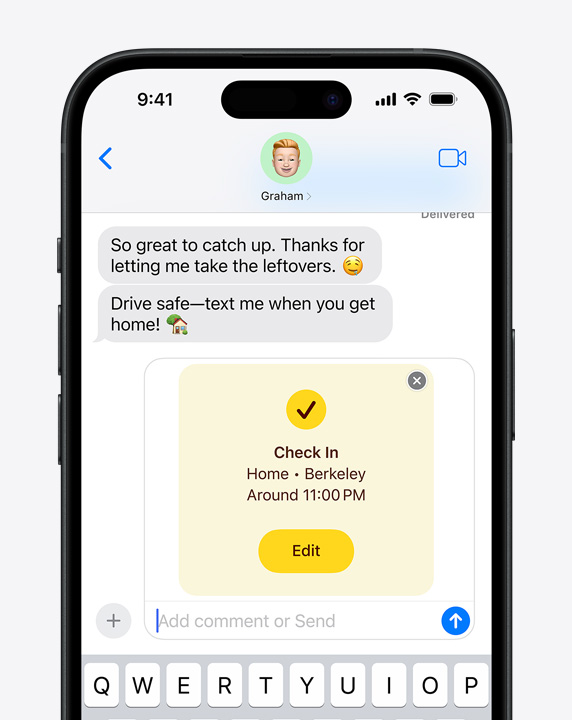 9:41
Graham
Delivered
So great to catch up. Thanks for
letting me take the leftovers. 🤤
Drive safe—text me when you get
home! 🏡
Check In
Home • Berkeley
Around 11:00 PM
Edit
Add comment or Send
Q W E R T Y U I O P